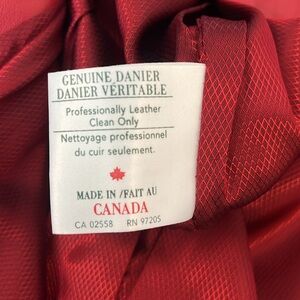 GENUINE DANIER
DANIER VÉRITABLE
Professionally Leather
Clean Only
Nettoyage professionnel
du cuir seulement.
MADE IN /FAIT AU
CANADA
CA 02558 RN 97205